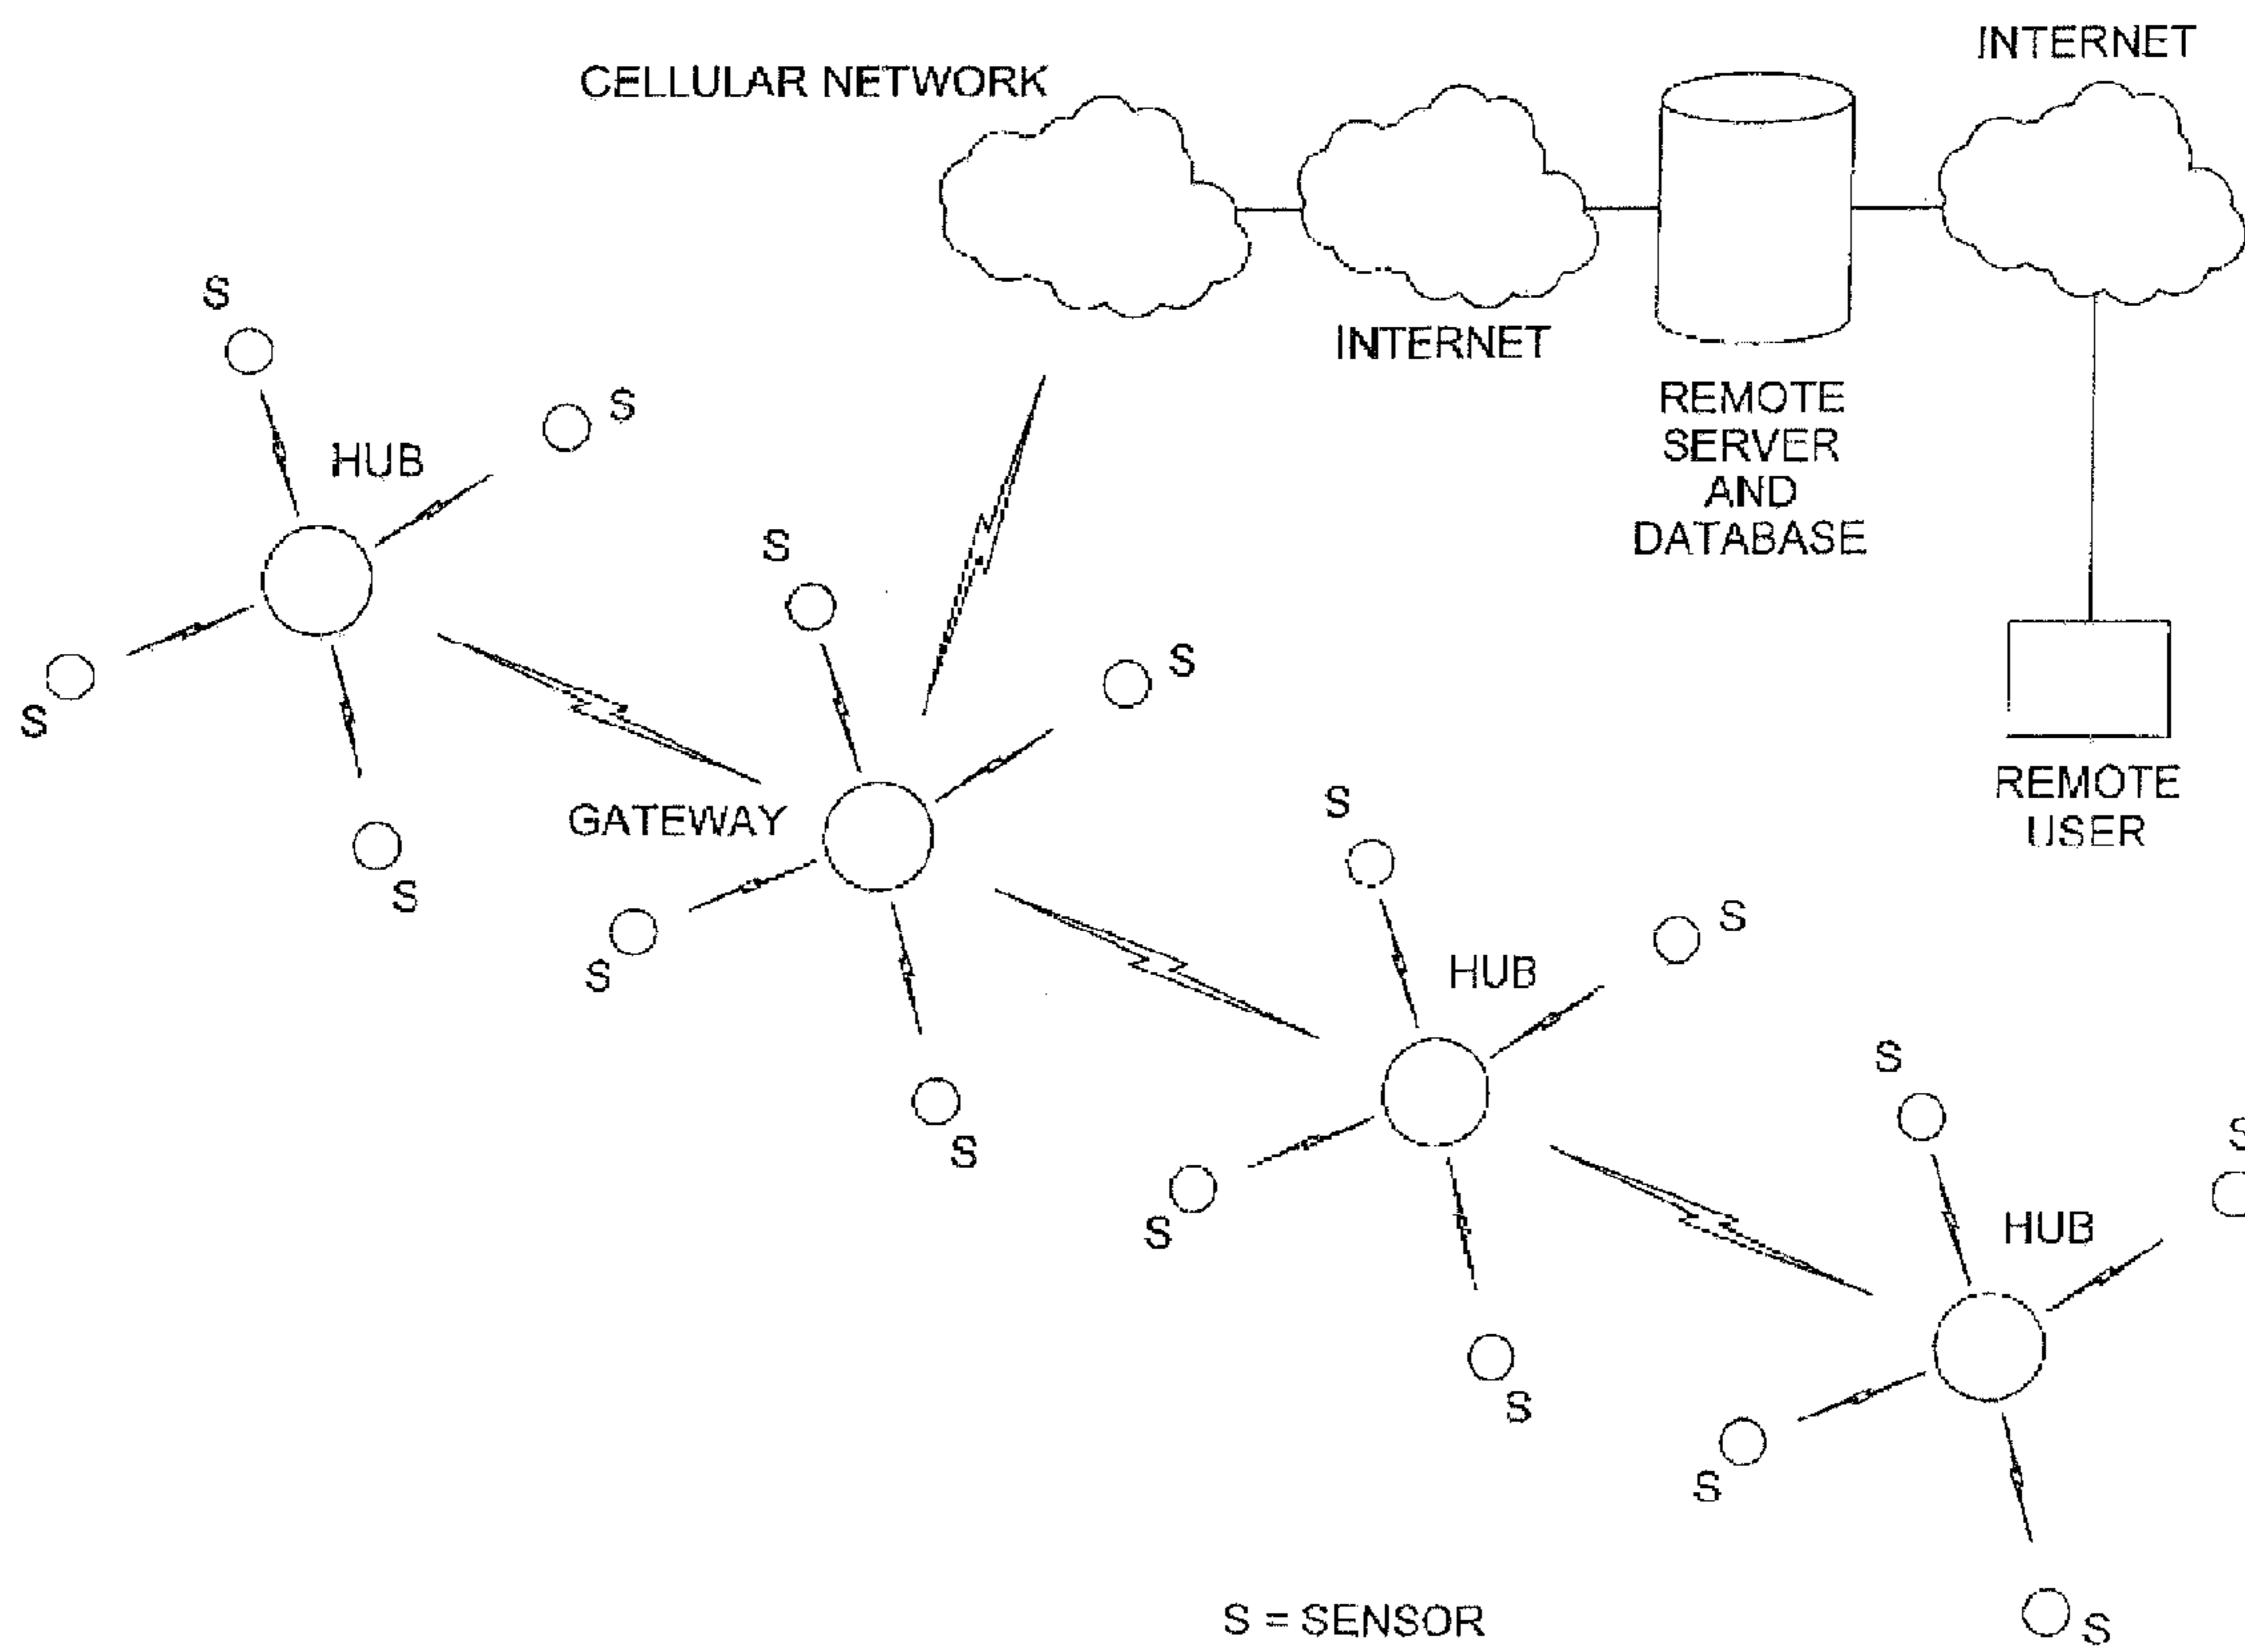 INTERNET
CELLULAR NETWORK
INTERNET
REMOTE
SERVER
AND
DATABASE
REMOTE
USER
S
S
HUB
S
S
S
S
GATEWAY
S
S
S
S
HUB
S
S
S
S
HUB
S
S
S = SENSOR